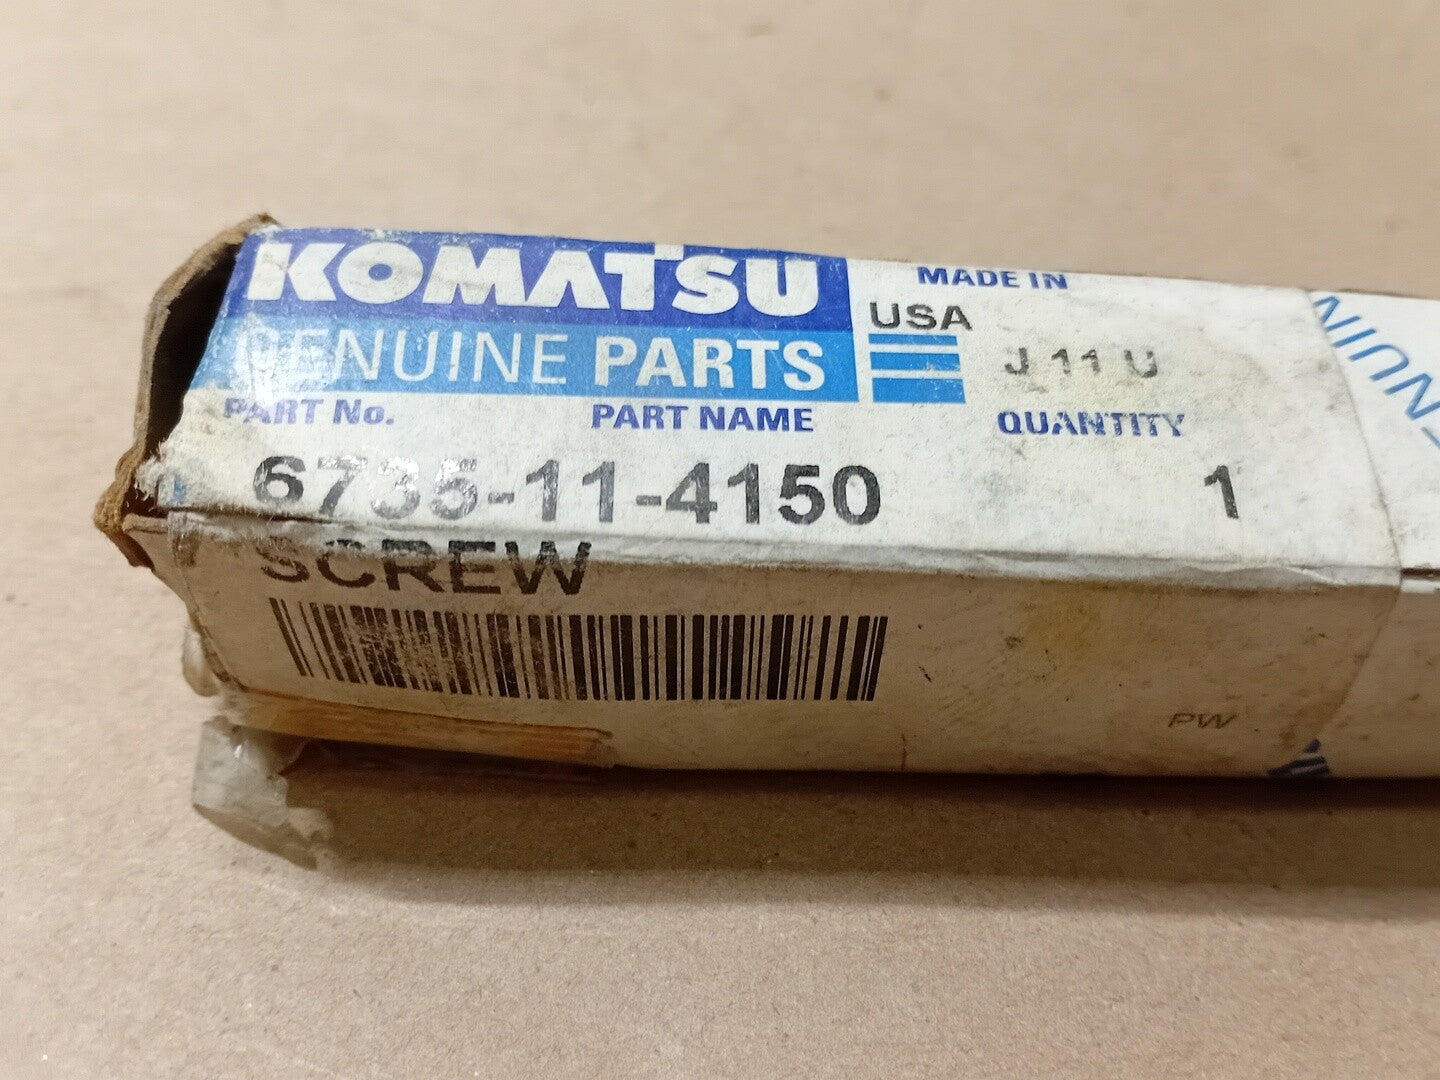 KOMATSU
GENUINE PARTS
MADE IN
USA
J 11 U
PART No.
PART NAME
QUANTITY
6735-11-4150
1
SCREW
PW